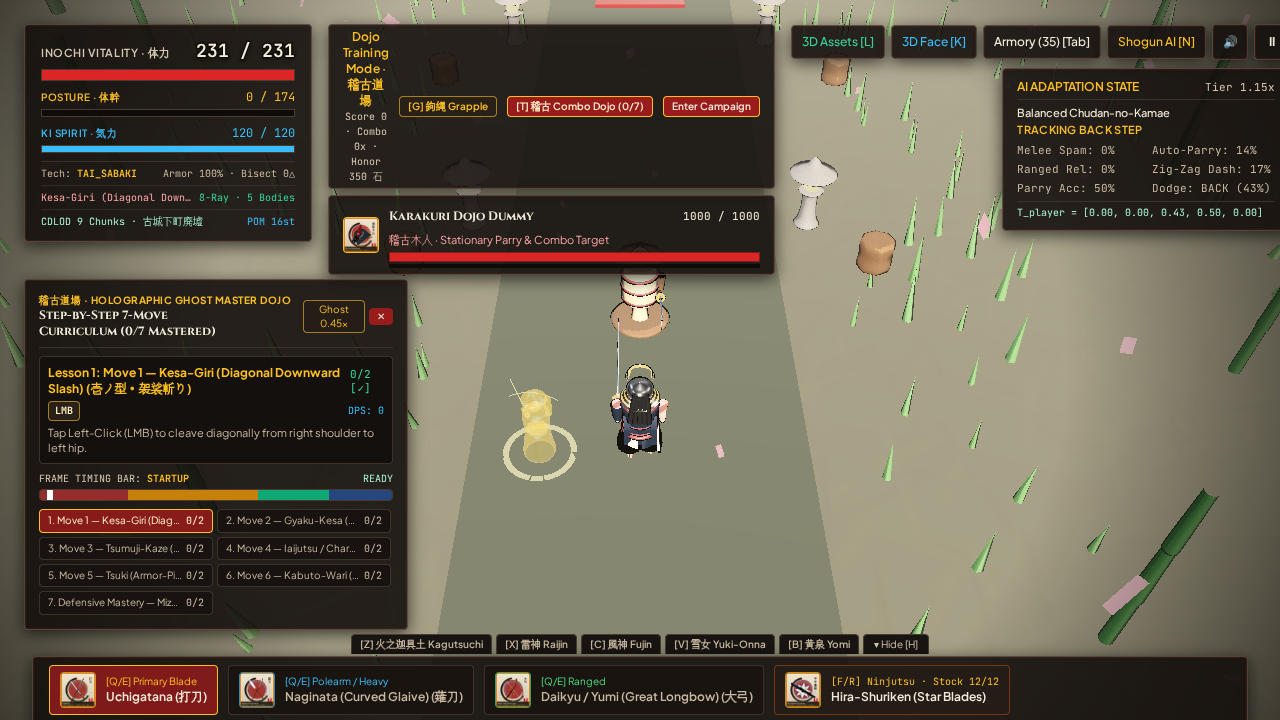 INOCHI VITALITY · 体力 231 / 231
POSTURE · 体幹 0 / 174
KI SPIRIT · 気力 120 / 120
Tech: TAI_SABAKI Armor 100% · Bisect 0△
Kesa-Giri (Diagonal Down… 8-Ray · 5 Bodies
CDLOD 9 Chunks · 古城下町廃墟 POM 16st
Dojo
Training
Mode ·
稽古道
場
Score 0
· Combo
0x ·
Honor
350 石
[G] 鉤縄 Grapple
[T] 稽古 Combo Dojo (0/7)
Enter Campaign
Karakuri Dojo Dummy 1000 / 1000
稽古木人 · Stationary Parry & Combo Target
3D Assets [L]
3D Face [K]
Armory (35) [Tab]
Shogun AI [N]
AI ADAPTATION STATE Tier 1.15x
Balanced Chudan-no-Kamae
TRACKING BACK STEP
Melee Spam: 0% Auto-Parry: 14%
Ranged Rel: 0% Zig-Zag Dash: 17%
Parry Acc: 50% Dodge: BACK (43%)
T_player = [0.00, 0.00, 0.43, 0.50, 0.00]
稽古道場 · HOLOGRAPHIC GHOST MASTER DOJO
Step-by-Step 7-Move
Curriculum (0/7 Mastered)
Ghost
0.45x
✕
Lesson 1: Move 1 — Kesa-Giri (Diagonal Downward
Slash) (壱ノ型 • 袈裟斬り)
0/2
[✓]
LMB DPS: 0
Tap Left-Click (LMB) to cleave diagonally from right shoulder to
left hip.
FRAME TIMING BAR: STARTUP READY
1. Move 1 — Kesa-Giri (Diag… 0/2
2. Move 2 — Gyaku-Kesa (… 0/2
3. Move 3 — Tsumuji-Kaze (… 0/2
4. Move 4 — Iaijutsu / Char… 0/2
5. Move 5 — Tsuki (Armor-Pi… 0/2
6. Move 6 — Kabuto-Wari (… 0/2
7. Defensive Mastery — Miz… 0/2
[Z] 火之迦具土 Kagutsuchi
[X] 雷神 Raijin
[C] 風神 Fujin
[V] 雪女 Yuki-Onna
[B] 黄泉 Yomi
▾ Hide [H]
[Q/E] Primary Blade
Uchigatana (打刀)
[Q/E] Polearm / Heavy
Naginata (Curved Glaive) (薙刀)
[Q/E] Ranged
Daikyu / Yumi (Great Longbow) (大弓)
[F/R] Ninjutsu · Stock 12/12
Hira-Shuriken (Star Blades)